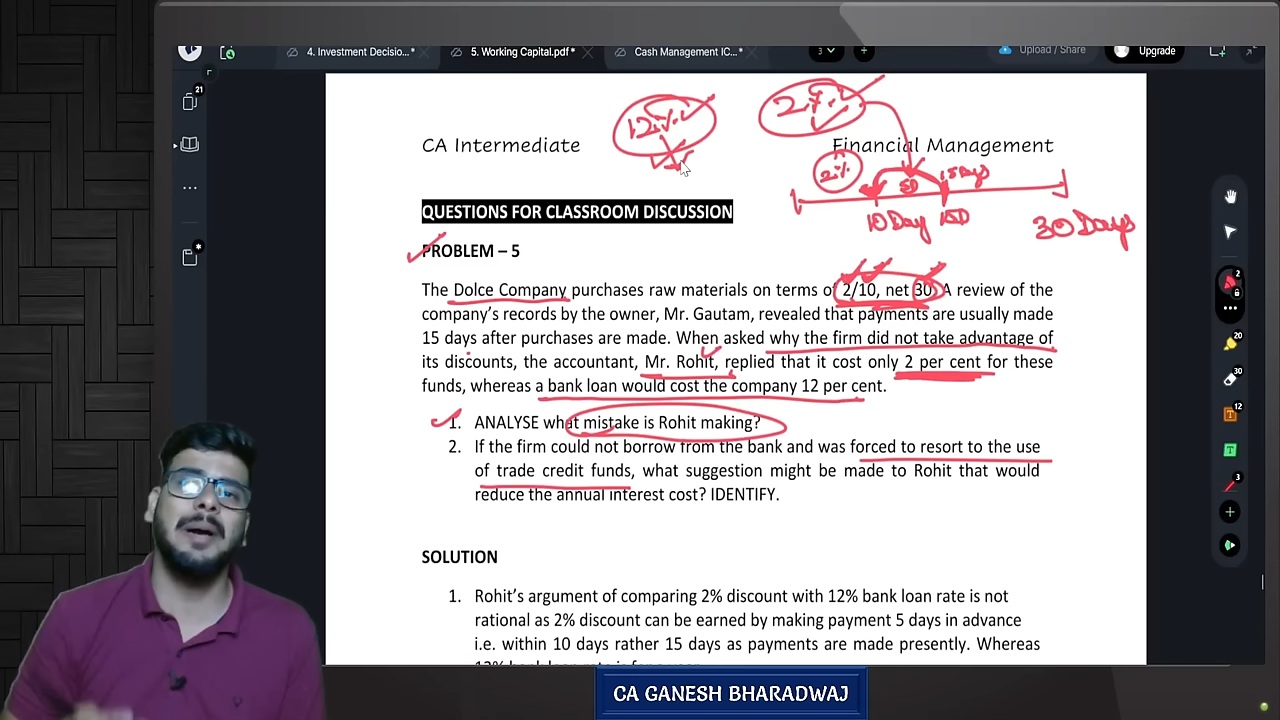 4. Investment Decisio...*
5. Working Capital.pdf*
Cash Management IC...*
3
Upload / Share
Upgrade
21
CA Intermediate
12%
2%
Financial Management
2%
5D
15 Days
10 Day
15D
30 Days
QUESTIONS FOR CLASSROOM DISCUSSION
PROBLEM – 5
The Dolce Company purchases raw materials on terms of 2/10, net 30. A review of the
company's records by the owner, Mr. Gautam, revealed that payments are usually made
15 days after purchases are made. When asked why the firm did not take advantage of
its discounts, the accountant, Mr. Rohit, replied that it cost only 2 per cent for these
funds, whereas a bank loan would cost the company 12 per cent.
1. ANALYSE what mistake is Rohit making?
2. If the firm could not borrow from the bank and was forced to resort to the use
of trade credit funds, what suggestion might be made to Rohit that would
reduce the annual interest cost? IDENTIFY.
SOLUTION
1. Rohit's argument of comparing 2% discount with 12% bank loan rate is not
rational as 2% discount can be earned by making payment 5 days in advance
i.e. within 10 days rather 15 days as payments are made presently. Whereas
2
20
30
12
3
CA GANESH BHARADWAJ